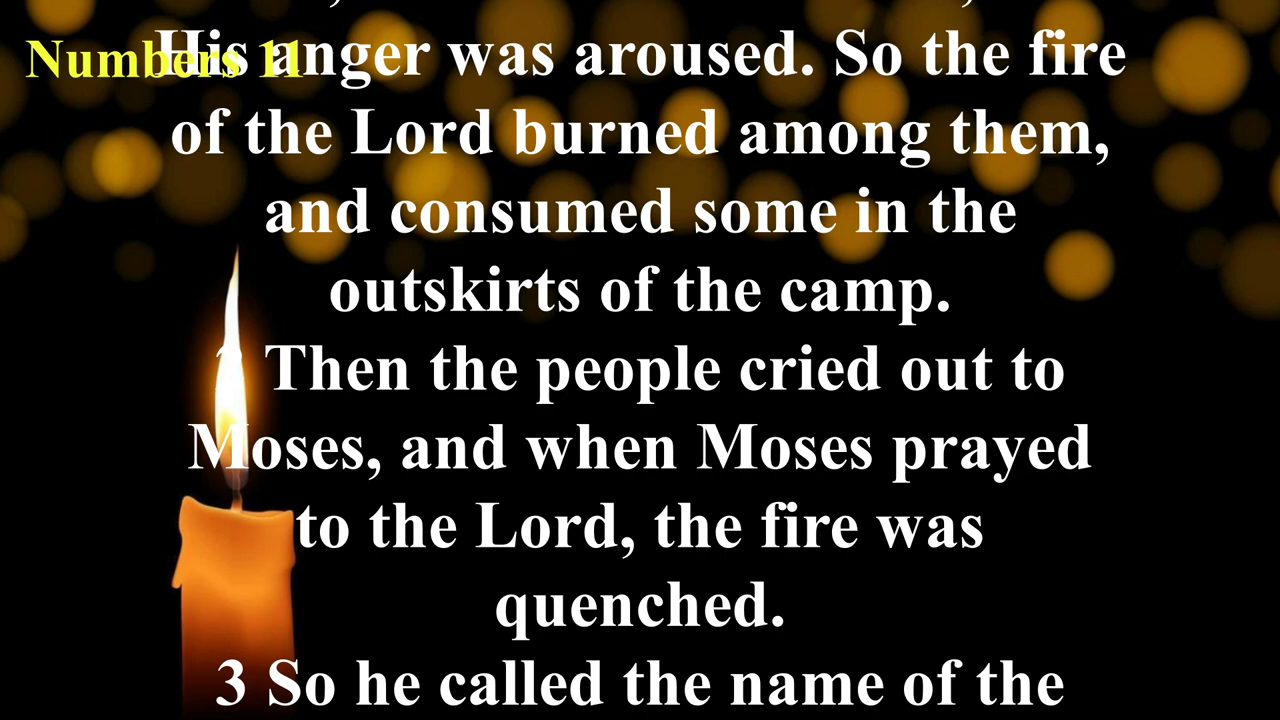 Numbers 11
His anger was aroused. So the fire
of the Lord burned among them,
and consumed some in the
outskirts of the camp.
Then the people cried out to
Moses, and when Moses prayed
to the Lord, the fire was
quenched.
3 So he called the name of the